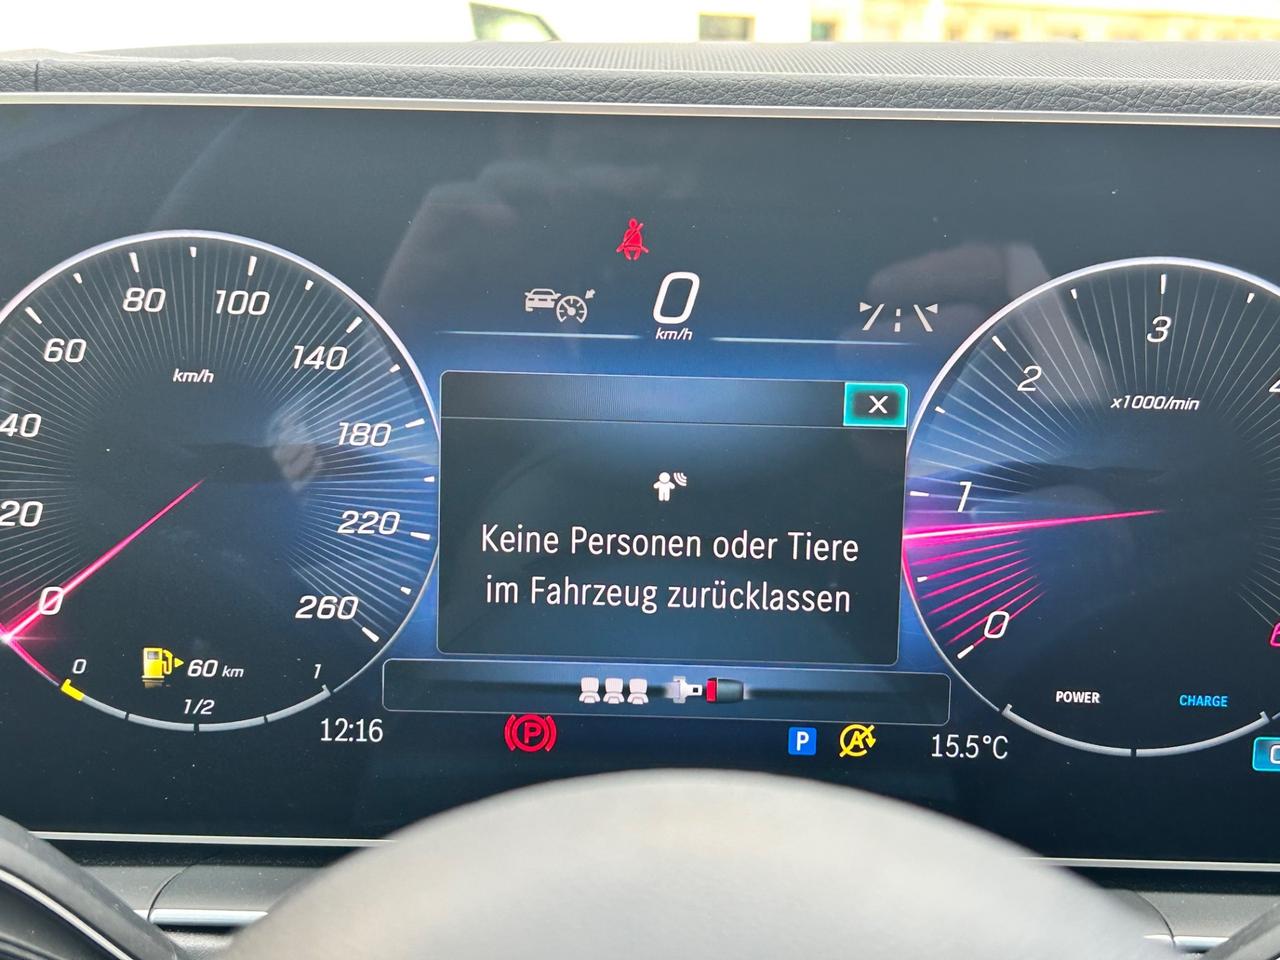 0
km/h
80
100
60
140
km/h
40
180
20
220
0
260
0
60 km
1
1/2
12:16
X
Keine Personen oder Tiere
im Fahrzeug zurücklassen
P
P
A
15.5°C
3
2
x1000/min
1
0
POWER
CHARGE